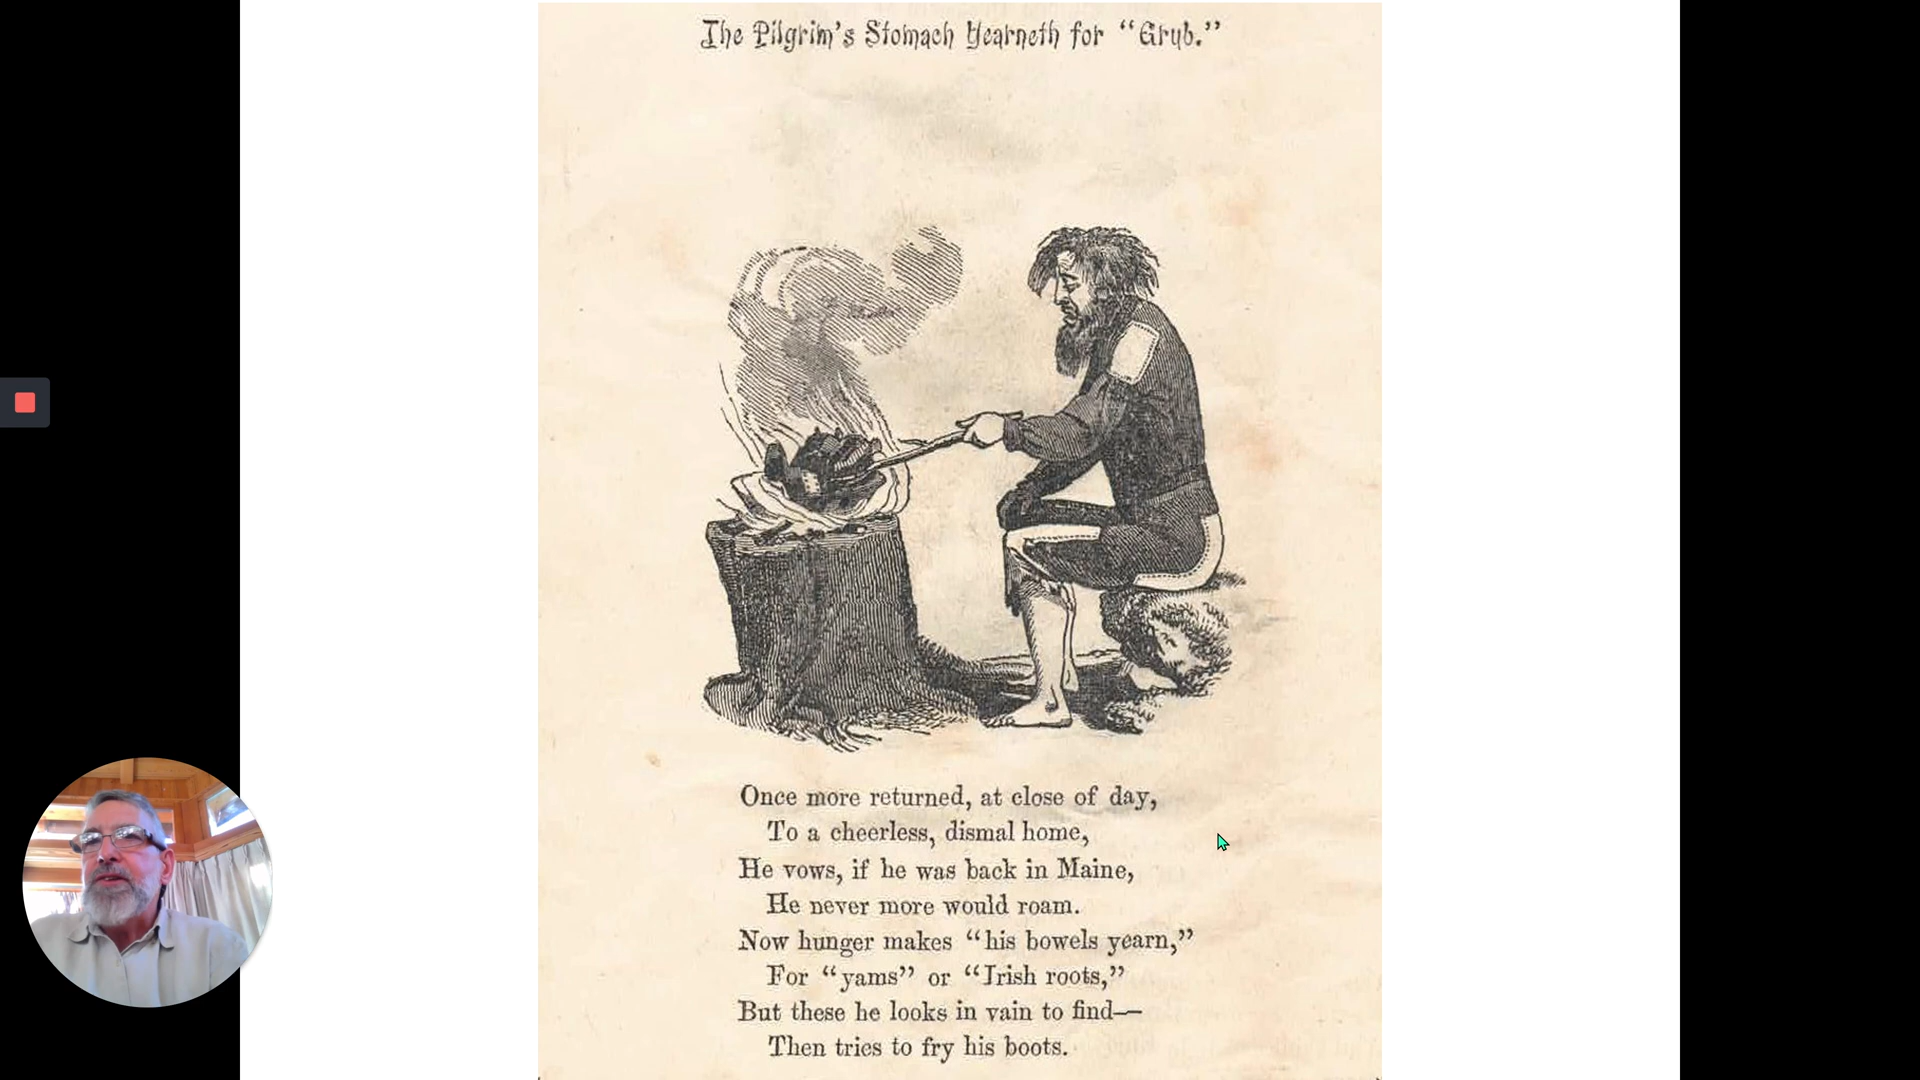 The Pilgrim's Stomach Yearneth for “Grub.”
Once more returned, at close of day,
To a cheerless, dismal home,
He vows, if he was back in Maine,
He never more would roam.
Now hunger makes “his bowels yearn,”
For “yams” or “Irish roots,”
But these he looks in vain to find—
Then tries to fry his boots.